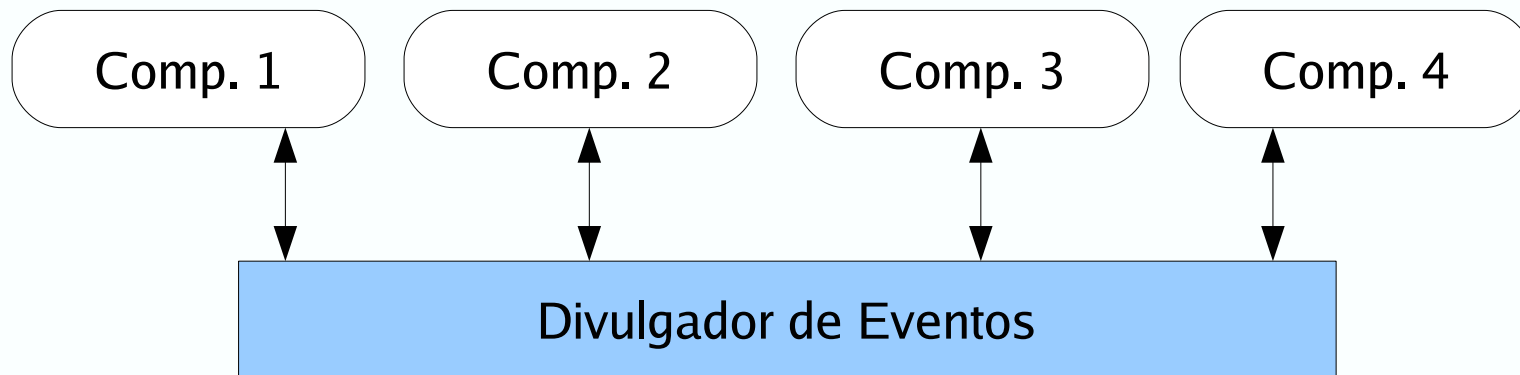 Comp. 1
Comp. 2
Comp. 3
Comp. 4
Divulgador de Eventos